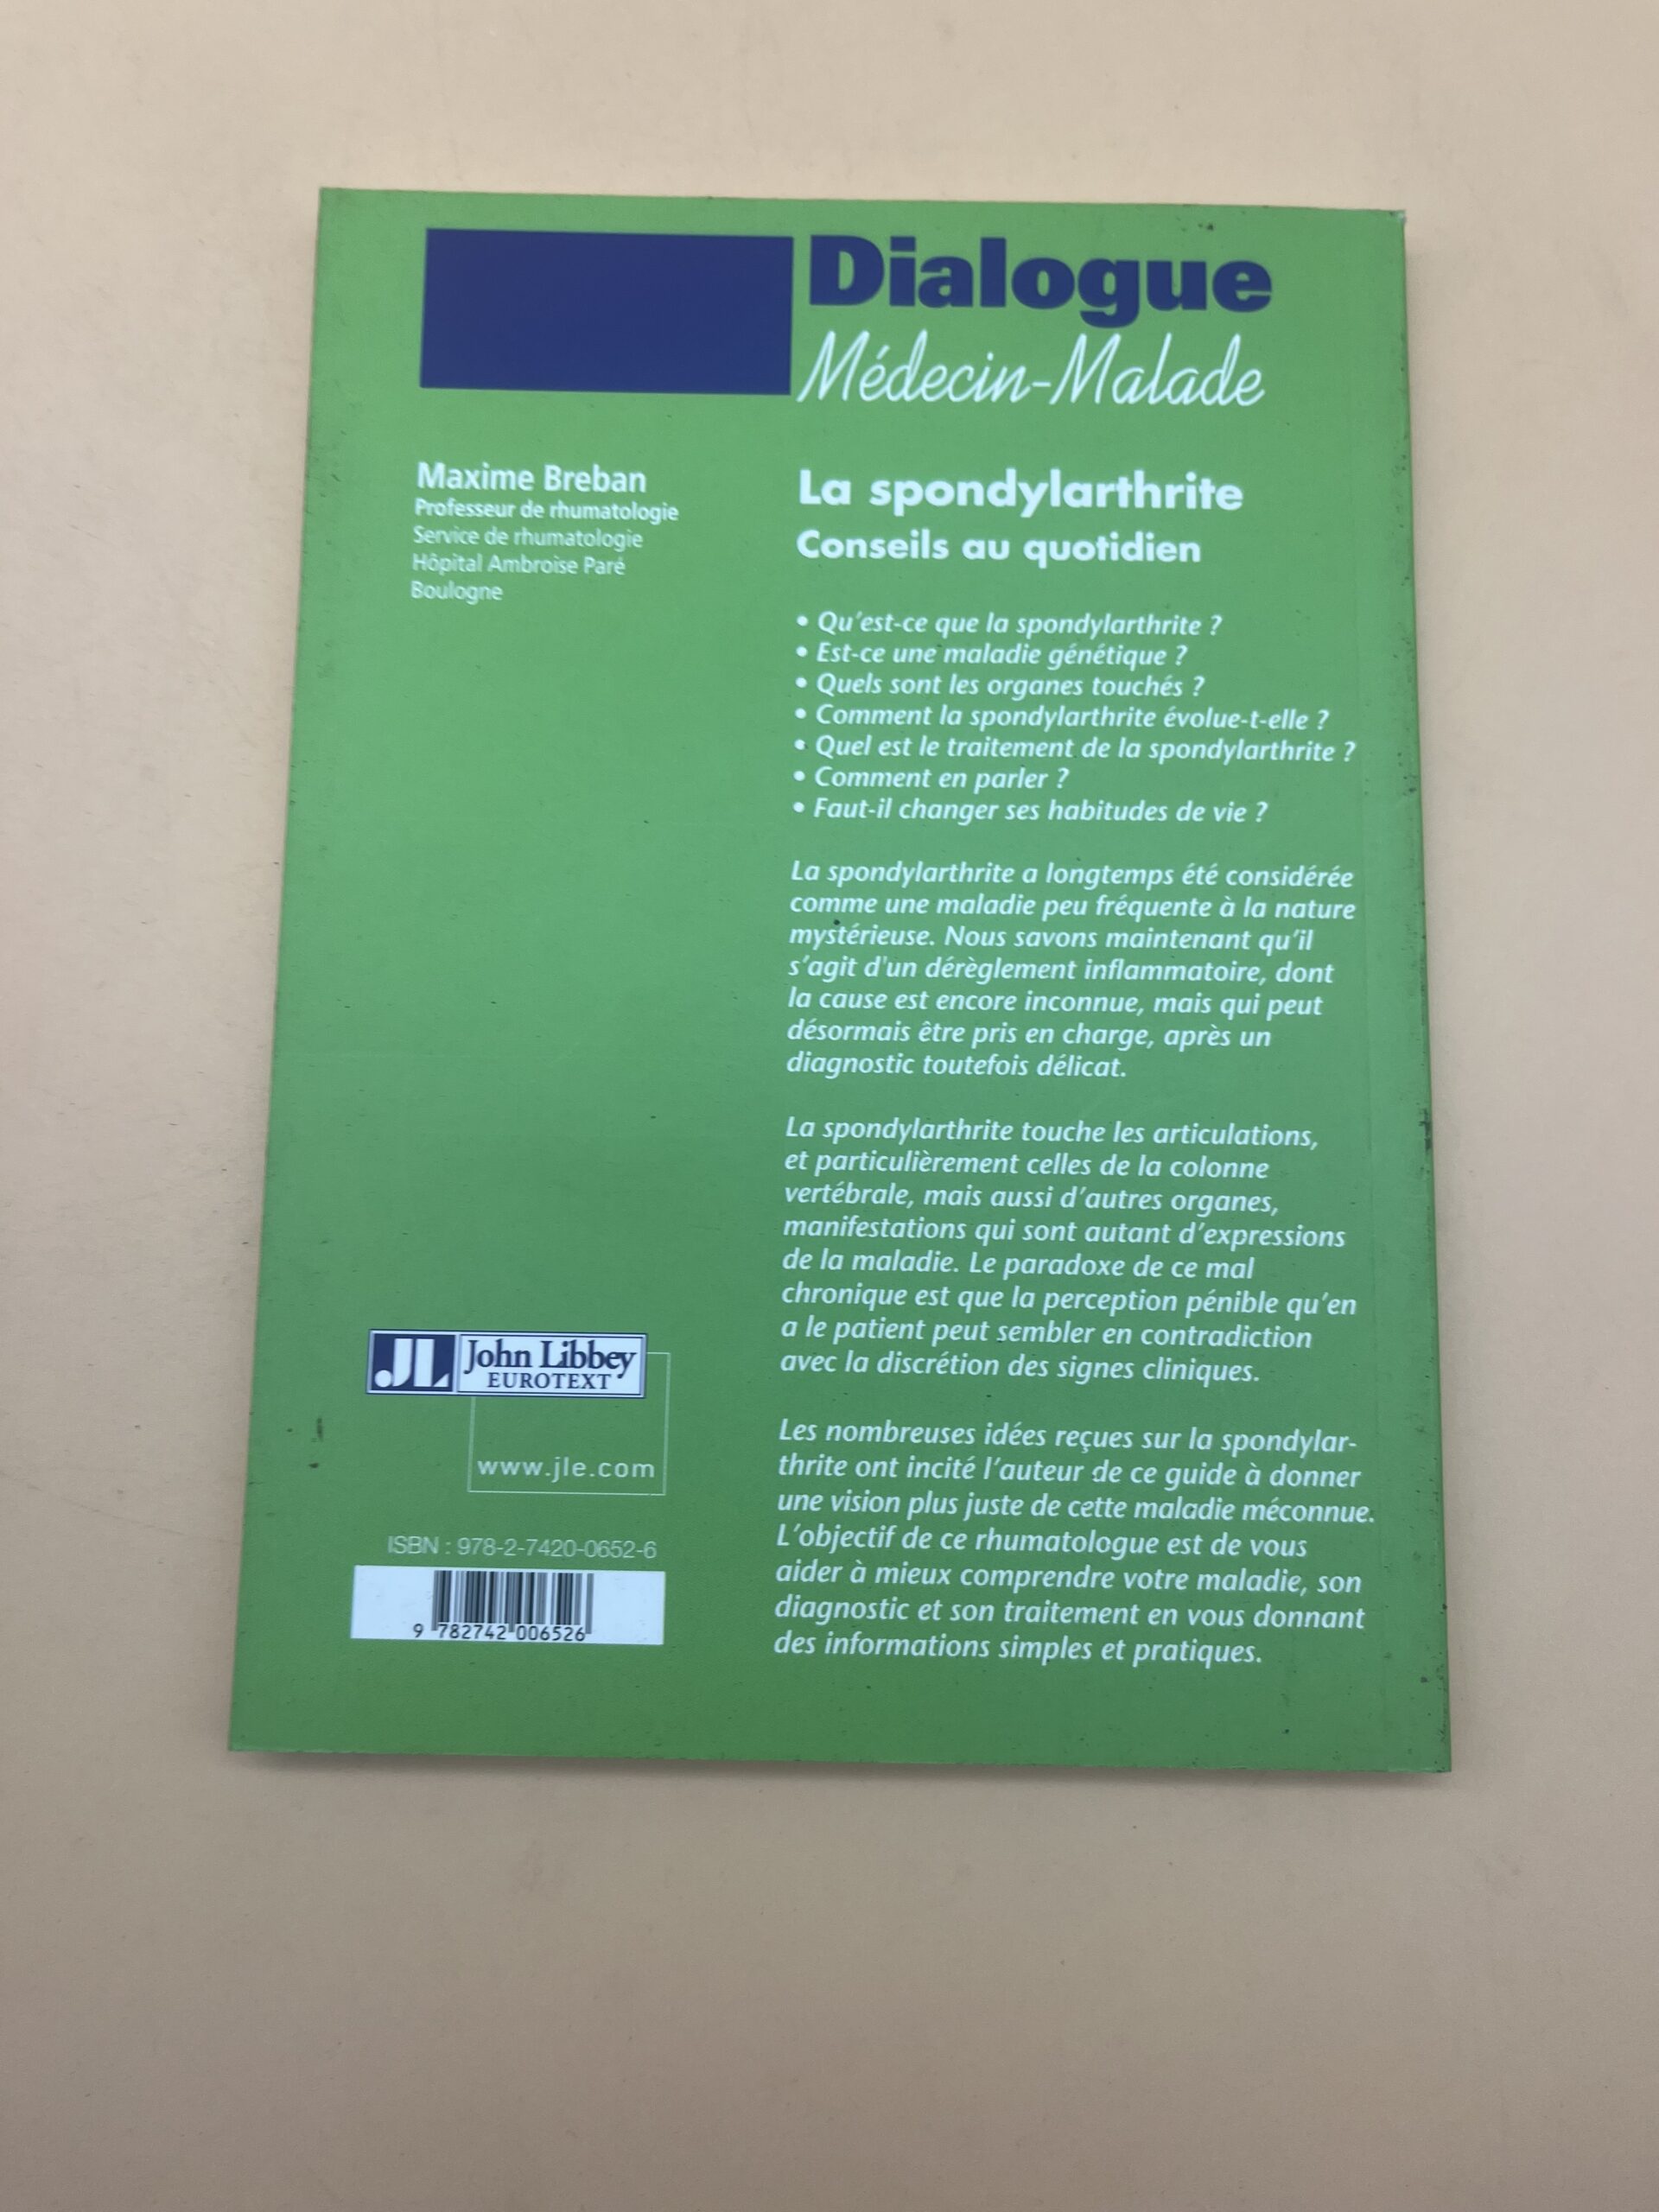 Dialogue
Médecin-Malade
Maxime Breban
Professeur de rhumatologie
Service de rhumatologie
Hôpital Ambroise Paré
Boulogne
La spondylarthrite
Conseils au quotidien
• Qu'est-ce que la spondylarthrite ?
• Est-ce une maladie génétique ?
• Quels sont les organes touchés ?
• Comment la spondylarthrite évolue-t-elle ?
• Quel est le traitement de la spondylarthrite ?
• Comment en parler ?
• Faut-il changer ses habitudes de vie ?
La spondylarthrite a longtemps été considérée
comme une maladie peu fréquente à la nature
mystérieuse. Nous savons maintenant qu'il
s'agit d'un dérèglement inflammatoire, dont
la cause est encore inconnue, mais qui peut
désormais être pris en charge, après un
diagnostic toutefois délicat.
La spondylarthrite touche les articulations,
et particulièrement celles de la colonne
vertébrale, mais aussi d'autres organes,
manifestations qui sont autant d'expressions
de la maladie. Le paradoxe de ce mal
chronique est que la perception pénible qu'en
a le patient peut sembler en contradiction
avec la discrétion des signes cliniques.
Les nombreuses idées reçues sur la spondylar-
thrite ont incité l'auteur de ce guide à donner
une vision plus juste de cette maladie méconnue.
L'objectif de ce rhumatologue est de vous
aider à mieux comprendre votre maladie, son
diagnostic et son traitement en vous donnant
des informations simples et pratiques.
JL John Libbey
EUROTEXT
www.jle.com
ISBN : 978-2-7420-0652-6
9 782742 006526